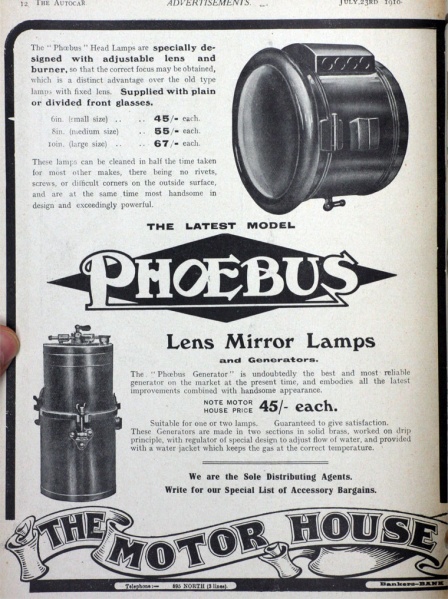 12 THE AUTOCAR ADVERTISEMENTS. JULY 23RD 1910.
The "Phœbus" Head Lamps are specially de-
signed with adjustable lens and
burner, so that the correct focus may be obtained,
which is a distinct advantage over the old type
lamps with fixed lens. Supplied with plain
or divided front glasses.
6in. (small size) .. .. 45/- each.
8in. (medium size) .. 55/- each.
10in. (large size) .. .. 67/- each.
These lamps can be cleaned in half the time taken
for most other makes, there being no rivets,
screws, or difficult corners on the outside surface,
and are at the same time most handsome in
design and exceedingly powerful.
THE LATEST MODEL
PHOEBUS
Lens Mirror Lamps
and Generators.
The "Phœbus Generator" is undoubtedly the best and most reliable
generator on the market at the present time, and embodies all the latest
improvements combined with handsome appearance.
NOTE MOTOR
HOUSE PRICE 45/- each.
Suitable for one or two lamps. Guaranteed to give satisfaction.
These Generators are made in two sections in solid brass, worked on drip
principle, with regulator of special design to adjust flow of water, and provided
with a water jacket which keeps the gas at the correct temperature.
We are the Sole Distributing Agents.
Write for our Special List of Accessory Bargains.
THE MOTOR HOUSE
Telephone:— 895 NORTH (3 lines).
Bankers—BANK